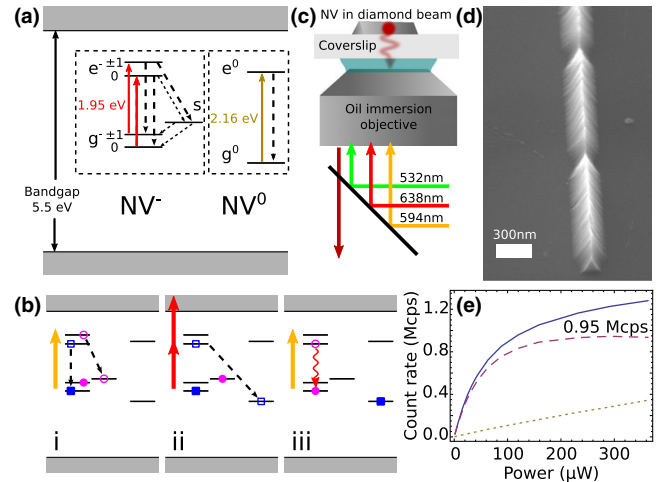 (a)
e⁻ ±1
0
1.95 eV
g⁻ ±1
0
s
e⁰
2.16 eV
g⁰
Bandgap
5.5 eV
NV⁻
NV⁰
(b)
i
ii
iii
(c)
NV in diamond beam
Coverslip
Oil immersion
objective
532nm
638nm
594nm
(d)
300nm
(e)
0.95 Mcps
Count rate (Mcps)
1.2
0.8
0.4
0.0
0
100
200
300
Power (μW)